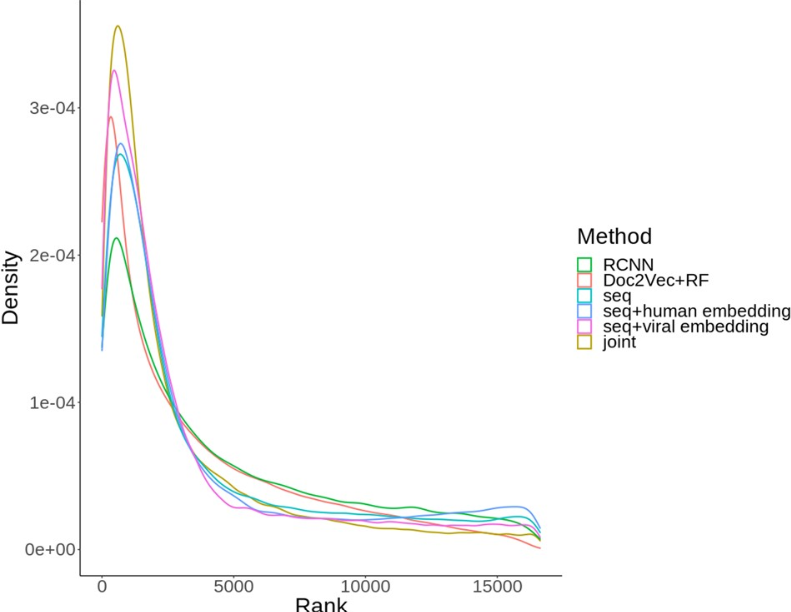 3e-04
2e-04
1e-04
0e+00
Density
0
5000
10000
15000
Rank
Method
RCNN
Doc2Vec+RF
seq
seq+human embedding
seq+viral embedding
joint